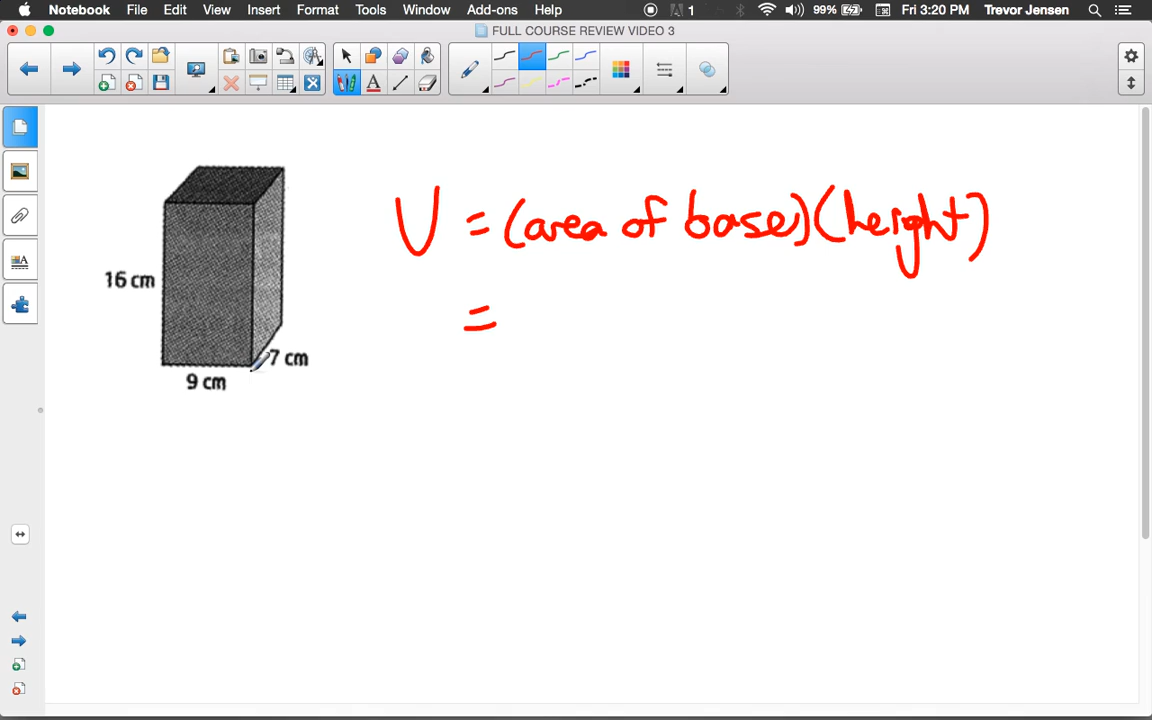 Notebook File Edit View Insert Format Tools Window Add-ons Help 1 99% Fri 3:20 PM Trevor Jensen
FULL COURSE REVIEW VIDEO 3
A
V = (area of base)(height)
16 cm
=
7 cm
9 cm